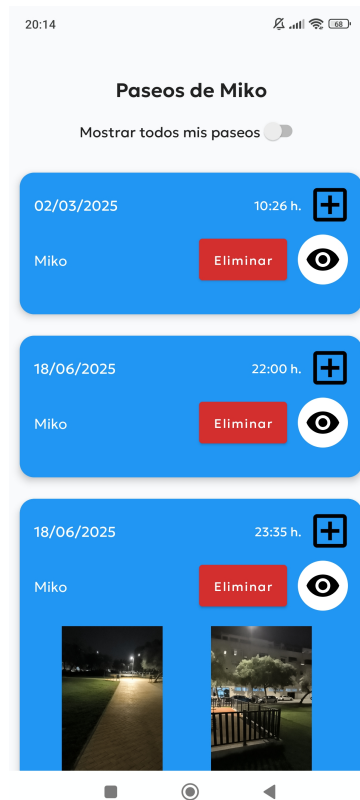 20:14
68
Paseos de Miko
Mostrar todos mis paseos
02/03/2025 10:26 h.
Miko Eliminar
18/06/2025 22:00 h.
Miko Eliminar
18/06/2025 23:35 h.
Miko Eliminar